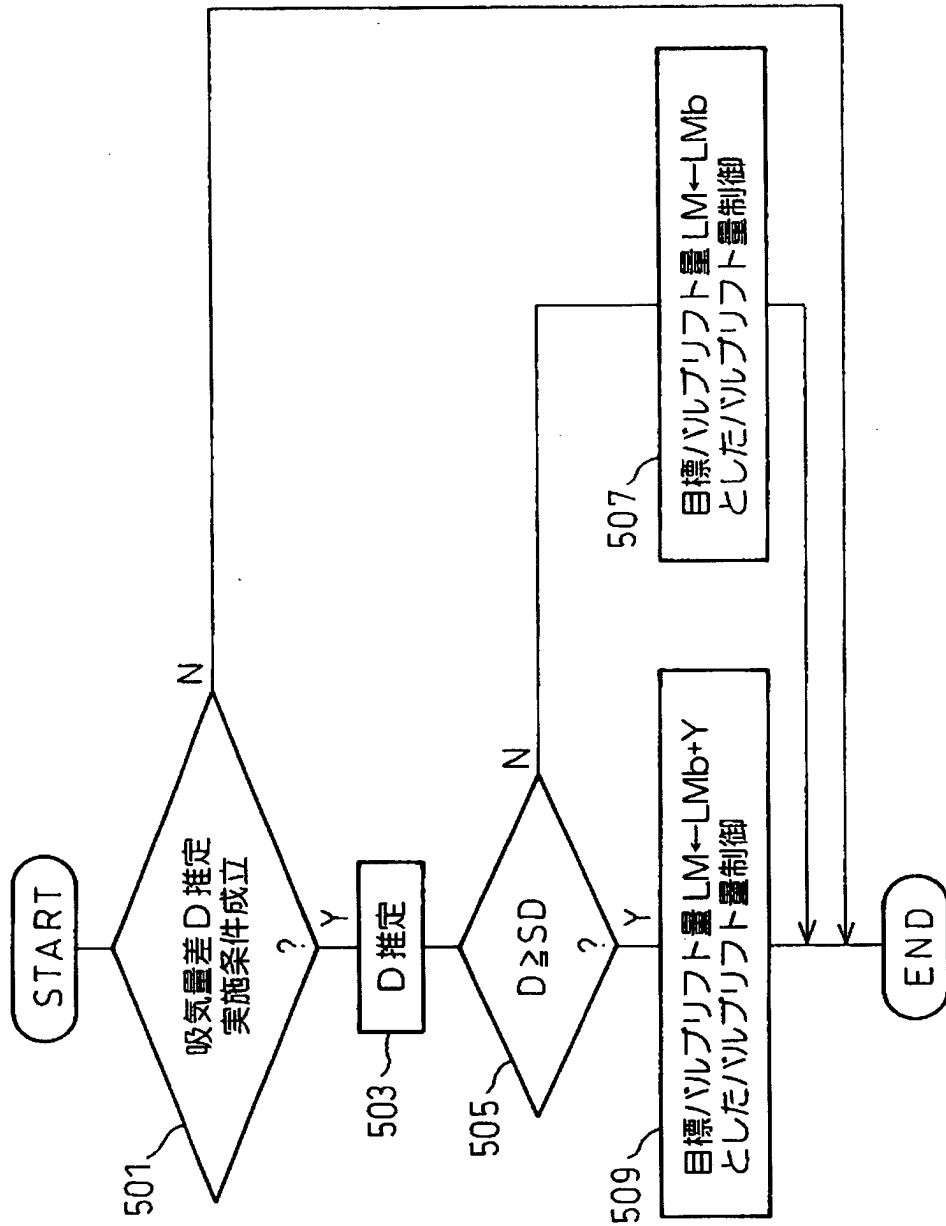 START
501
吸気量差D推定
実施条件成立
?
N
Y
503
D推定
505
D≧SD
?
N
Y
507
目標バルブリフト量LM←LMb
としたバルブリフト量制御
509
目標バルブリフト量LM←LMb+Y
としたバルブリフト量制御
END